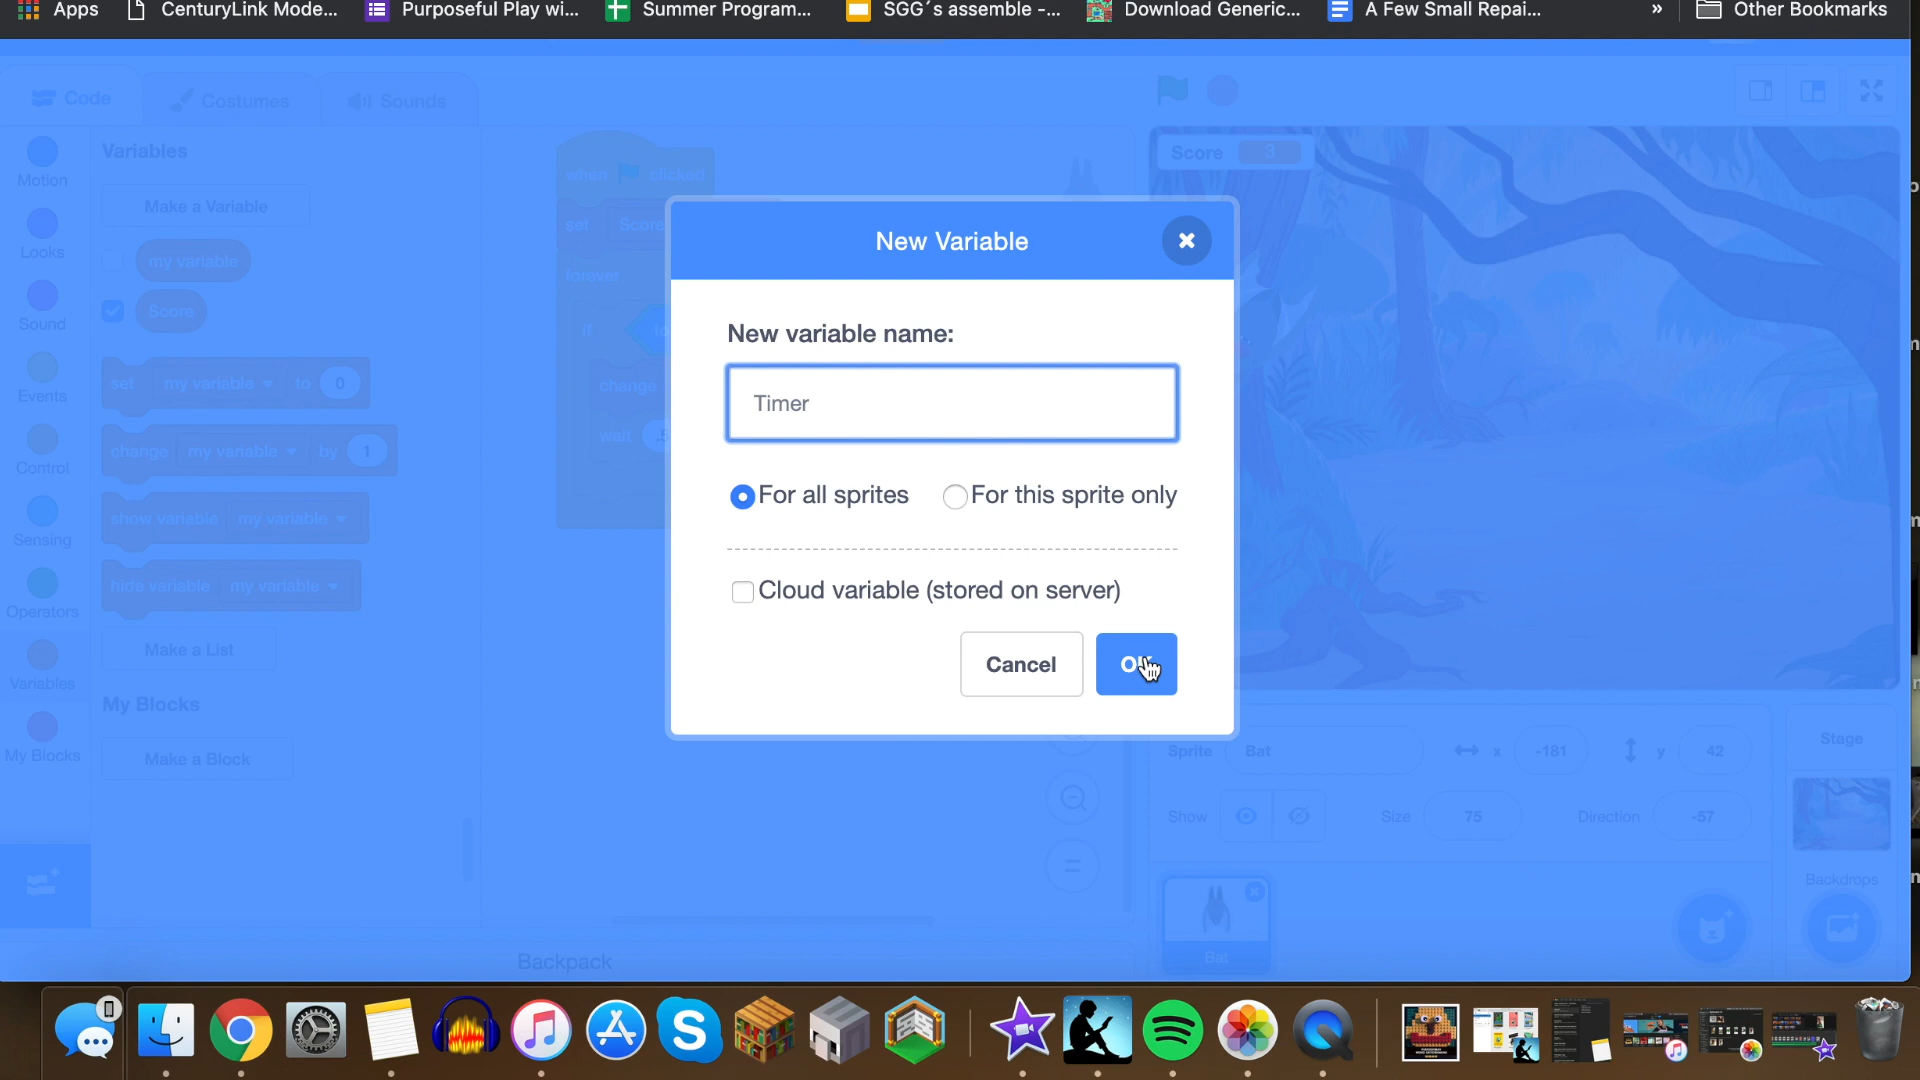 Apps CenturyLink Mode... Purposeful Play wi... Summer Program... SGG´s assemble -... Download Generic... A Few Small Repai... » Other Bookmarks
Code Costumes Sounds
Variables
Make a Variable
my variable
Score
set my variable to 0
change my variable by 1
show variable my variable
hide variable my variable
Make a List
My Blocks
Make a Block
Motion
Looks
Sound
Events
Control
Sensing
Operators
Variables
My Blocks
when clicked
set Score
forever
if
change
wait
Backpack
New Variable
New variable name:
Timer
For all sprites For this sprite only
Cloud variable (stored on server)
Cancel
Score 3
Sprite Bat x -181 y 42
Show Size 75 Direction -57
Bat
Stage
Backdrops